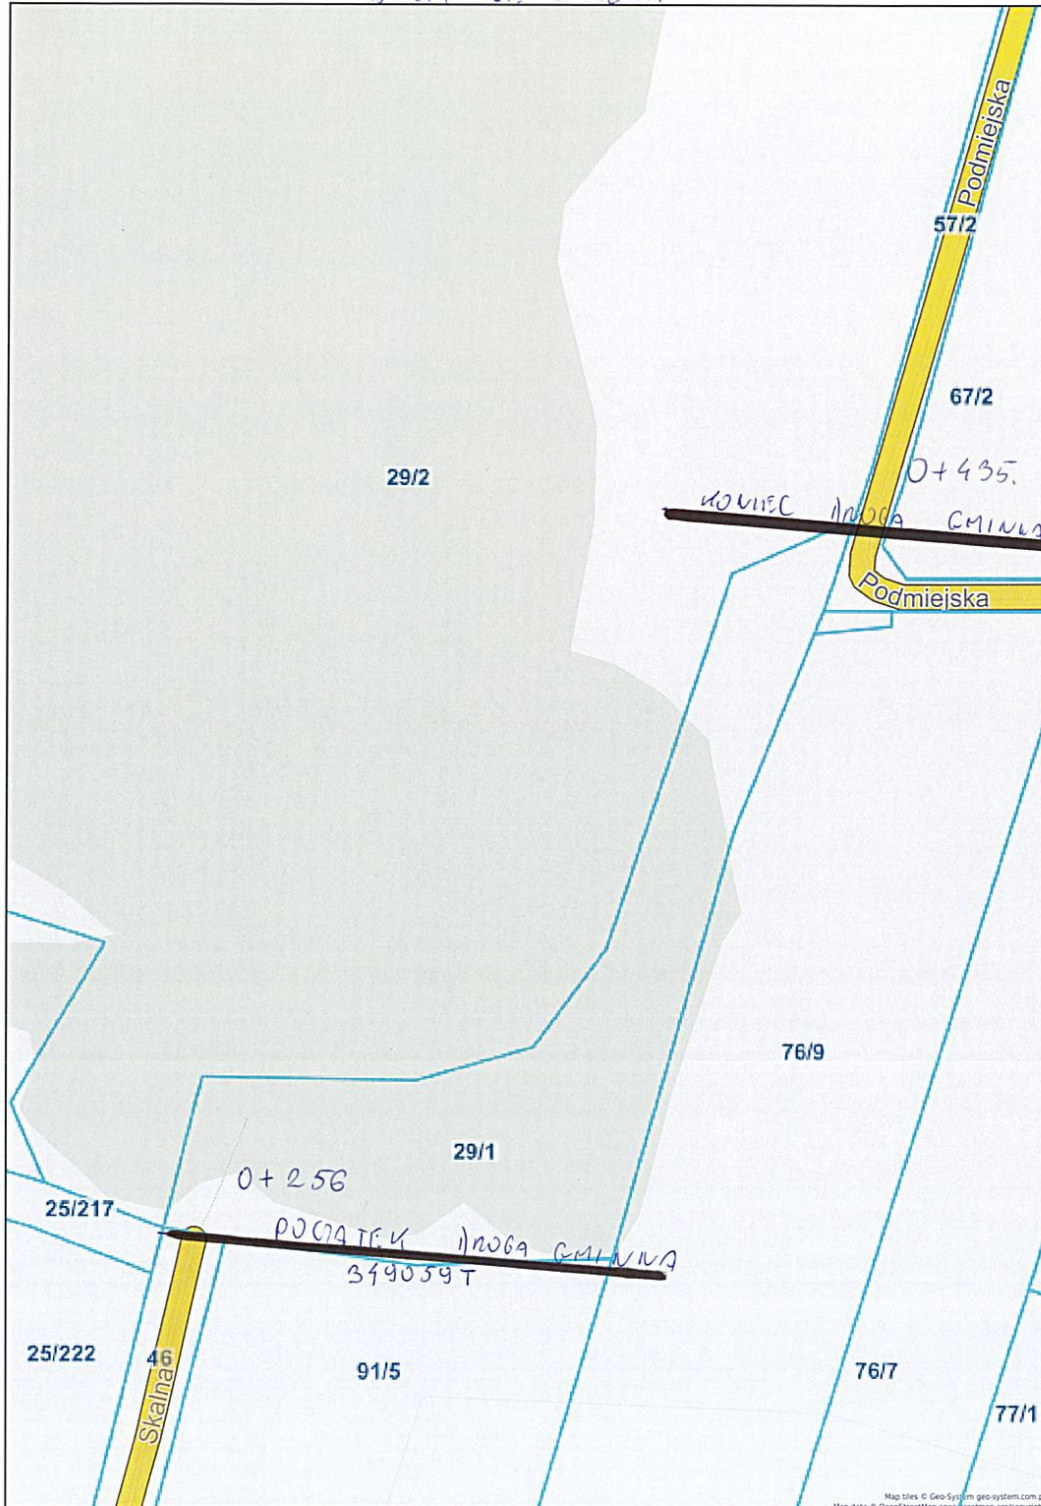 Podmiejska
57/2
67/2
29/2
0+435.
KONIEC DROGA GMINNA
Podmiejska
76/9
29/1
0+256
25/217
POCZĄTEK DROGA GMINNA
349059T
25/222
46
Skalna
91/5
76/7
77/1
Map tiles © Geo-System geo-system.com.p